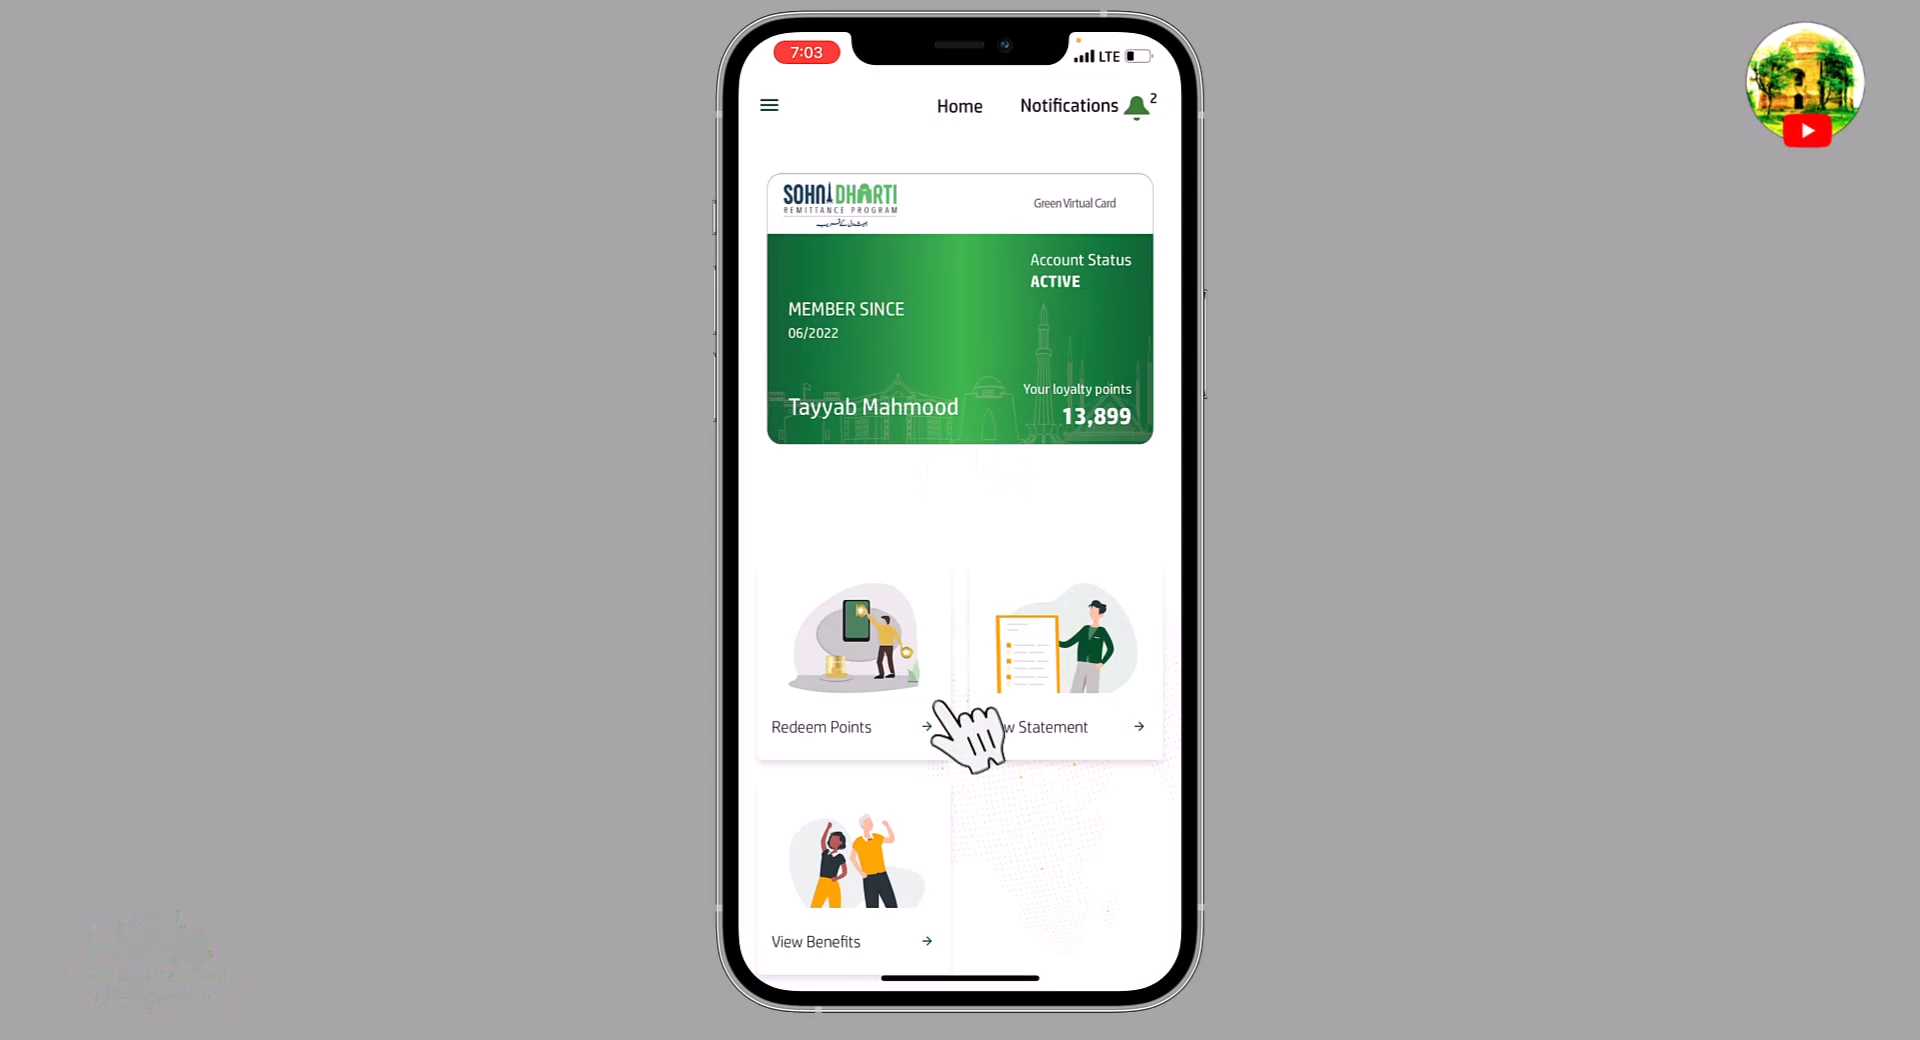 7:03
LTE
Home
Notifications
2
SOHNI DHARTI
REMITTANCE PROGRAM
Green Virtual Card
Account Status
ACTIVE
MEMBER SINCE
06/2022
Your loyalty points
Tayyab Mahmood
13,899
Redeem Points
Statement
View Benefits